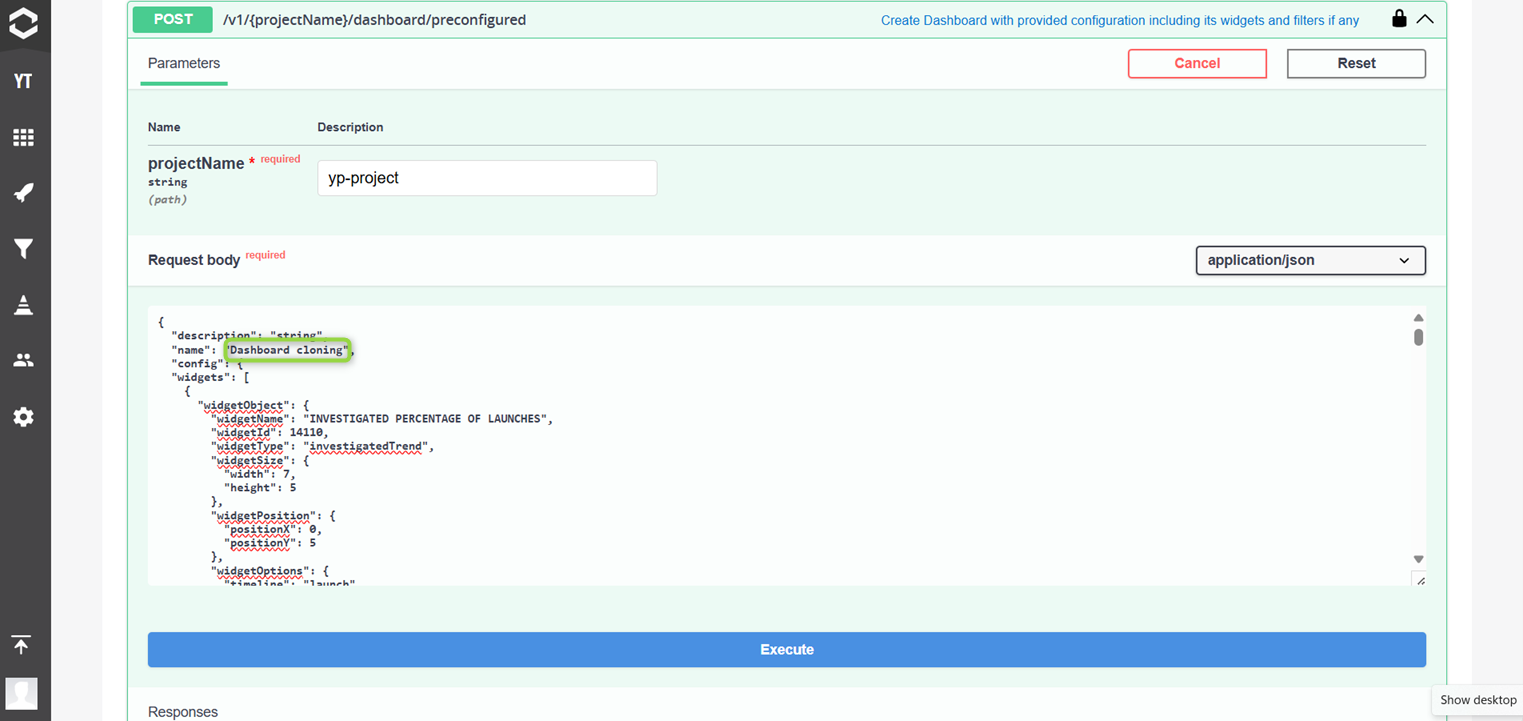 POST /v1/{projectName}/dashboard/preconfigured Create Dashboard with provided configuration including its widgets and filters if any
YT
Parameters Cancel Reset
Name Description
projectName * required
string
(path)
yp-project
Request body required application/json
{
"description": "string",
"name": "Dashboard cloning",
"config": {
"widgets": [
{
"widgetObject": {
"widgetName": "INVESTIGATED PERCENTAGE OF LAUNCHES",
"widgetId": 14110,
"widgetType": "investigatedTrend",
"widgetSize": {
"width": 7,
"height": 5
},
"widgetPosition": {
"positionX": 0,
"positionY": 5
},
"widgetOptions": {
"timeline": "launch"
Execute
Responses
Show desktop